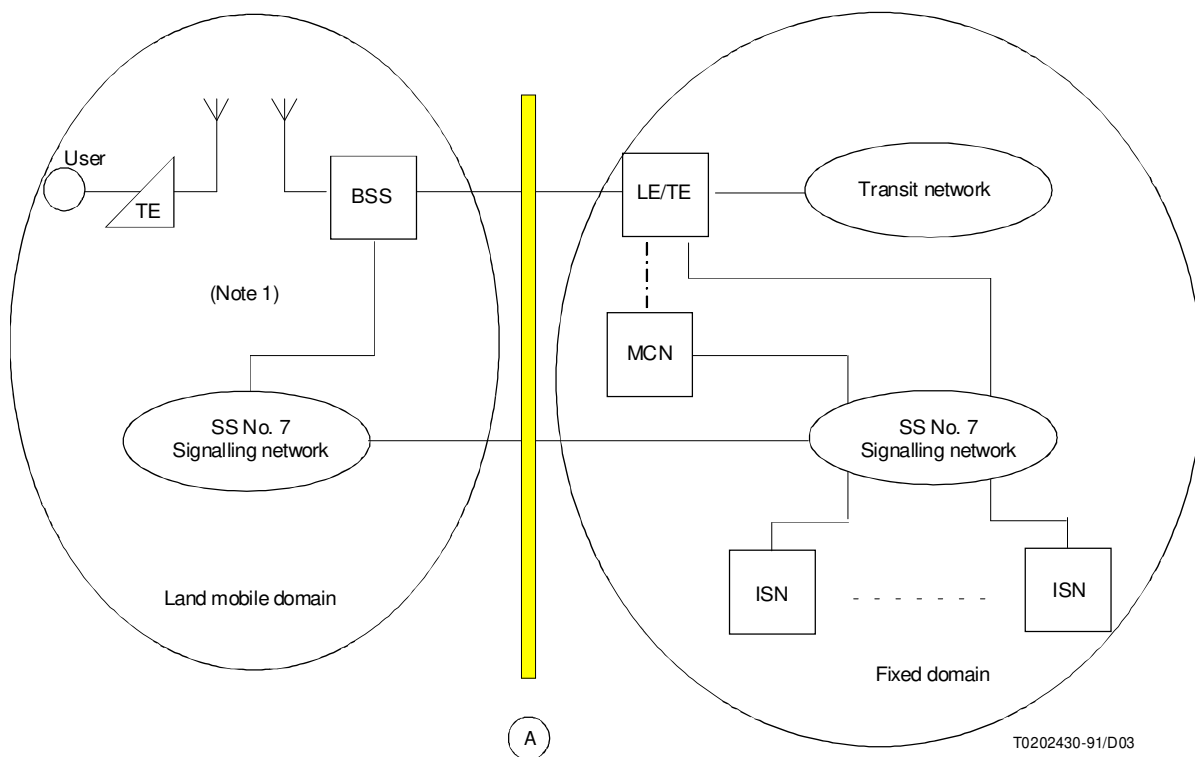 User
TE
BSS
LE/TE
Transit network
(Note 1)
MCN
SS No. 7
Signalling network
SS No. 7
Signalling network
ISN
ISN
Land mobile domain
Fixed domain
A
T0202430-91/D03